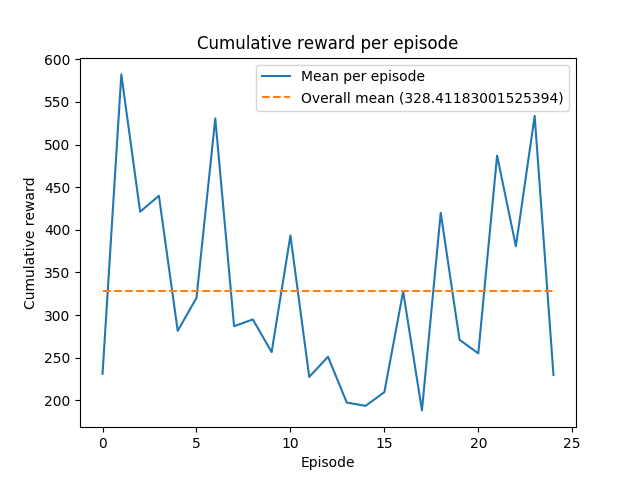 Cumulative reward per episode
Mean per episode
Overall mean (328.41183001525394)
Cumulative reward
600
550
500
450
400
350
300
250
200
0 5 10 15 20 25
Episode